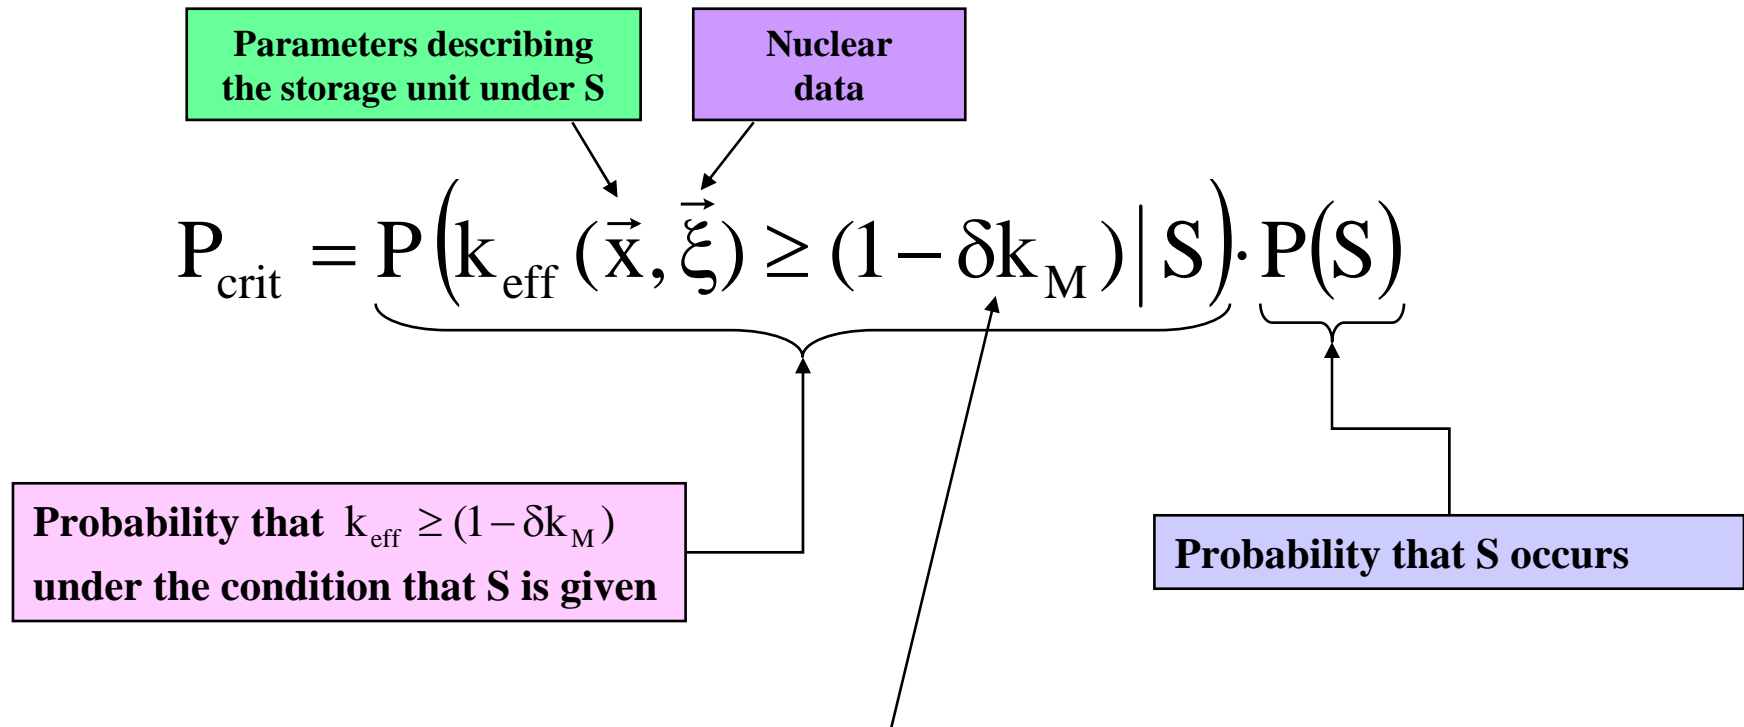 Parameters describing
the storage unit under S
Nuclear
data
P_crit = P(k_eff (x⃗, ξ⃗) ≥ (1 − δk_M) | S) · P(S)
Probability that k_eff ≥ (1 − δk_M)
under the condition that S is given
Probability that S occurs